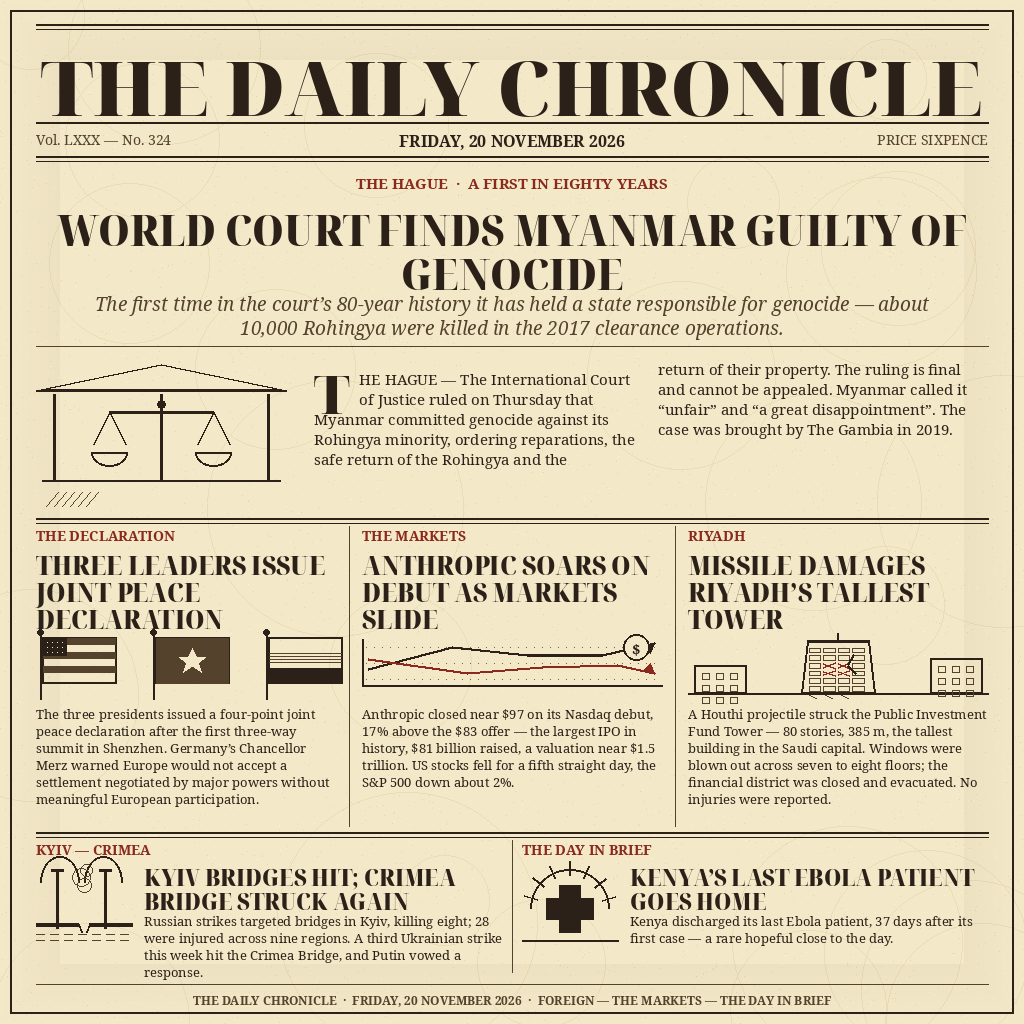 THE DAILY CHRONICLE
Vol. LXXX — No. 324
FRIDAY, 20 NOVEMBER 2026
PRICE SIXPENCE
THE HAGUE · A FIRST IN EIGHTY YEARS
WORLD COURT FINDS MYANMAR GUILTY OF
GENOCIDE
The first time in the court’s 80-year history it has held a state responsible for genocide — about
10,000 Rohingya were killed in the 2017 clearance operations.
THE HAGUE — The International Court
of Justice ruled on Thursday that
Myanmar committed genocide against its
Rohingya minority, ordering reparations, the
safe return of the Rohingya and the
return of their property. The ruling is final
and cannot be appealed. Myanmar called it
“unfair” and “a great disappointment”. The
case was brought by The Gambia in 2019.
THE DECLARATION
THREE LEADERS ISSUE
JOINT PEACE
DECLARATION
The three presidents issued a four-point joint
peace declaration after the first three-way
summit in Shenzhen. Germany’s Chancellor
Merz warned Europe would not accept a
settlement negotiated by major powers without
meaningful European participation.
THE MARKETS
ANTHROPIC SOARS ON
DEBUT AS MARKETS
SLIDE
$
Anthropic closed near $97 on its Nasdaq debut,
17% above the $83 offer — the largest IPO in
history, $81 billion raised, a valuation near $1.5
trillion. US stocks fell for a fifth straight day, the
S&P 500 down about 2%.
RIYADH
MISSILE DAMAGES
RIYADH’S TALLEST
TOWER
A Houthi projectile struck the Public Investment
Fund Tower — 80 stories, 385 m, the tallest
building in the Saudi capital. Windows were
blown out across seven to eight floors; the
financial district was closed and evacuated. No
injuries were reported.
KYIV — CRIMEA
KYIV BRIDGES HIT; CRIMEA
BRIDGE STRUCK AGAIN
Russian strikes targeted bridges in Kyiv, killing eight; 28
were injured across nine regions. A third Ukrainian strike
this week hit the Crimea Bridge, and Putin vowed a
response.
THE DAY IN BRIEF
KENYA’S LAST EBOLA PATIENT
GOES HOME
Kenya discharged its last Ebola patient, 37 days after its
first case — a rare hopeful close to the day.
THE DAILY CHRONICLE · FRIDAY, 20 NOVEMBER 2026 · FOREIGN — THE MARKETS — THE DAY IN BRIEF